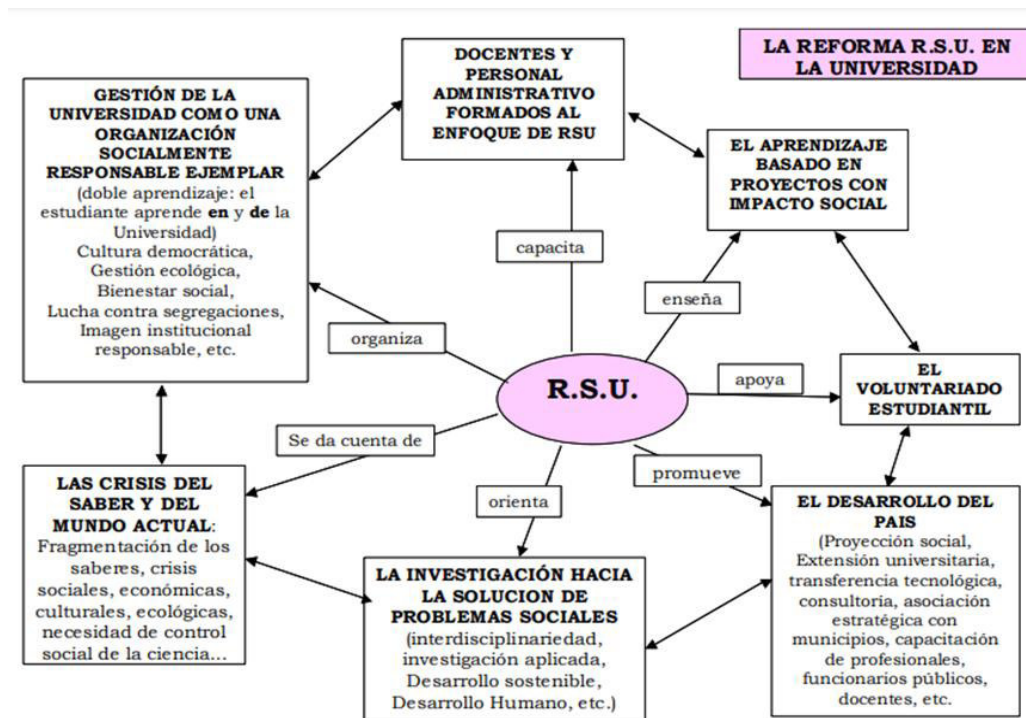 LA REFORMA R.S.U. EN
LA UNIVERSIDAD
DOCENTES Y
PERSONAL
ADMINISTRATIVO
FORMADOS AL
ENFOQUE DE RSU
GESTIÓN DE LA
UNIVERSIDAD COMO UNA
ORGANIZACIÓN
SOCIALMENTE
RESPONSABLE EJEMPLAR
(doble aprendizaje: el
estudiante aprende en y de la
Universidad)
Cultura democrática,
Gestión ecológica,
Bienestar social,
Lucha contra segregaciones,
Imagen institucional
responsable, etc.
EL APRENDIZAJE
BASADO EN
PROYECTOS CON
IMPACTO SOCIAL
capacita
enseña
organiza
R.S.U.
apoya
EL
VOLUNTARIADO
ESTUDIANTIL
Se da cuenta de
orienta
promueve
LAS CRISIS DEL
SABER Y DEL
MUNDO ACTUAL:
Fragmentación de los
saberes, crisis
sociales, económicas,
culturales, ecológicas,
necesidad de control
social de la ciencia...
LA INVESTIGACIÓN HACIA
LA SOLUCION DE
PROBLEMAS SOCIALES
(interdisciplinariedad,
investigación aplicada,
Desarrollo sostenible,
Desarrollo Humano, etc.)
EL DESARROLLO DEL
PAIS
(Proyección social,
Extensión universitaria,
transferencia tecnológica,
consultoría, asociación
estratégica con
municipios, capacitación
de profesionales,
funcionarios públicos,
docentes, etc.